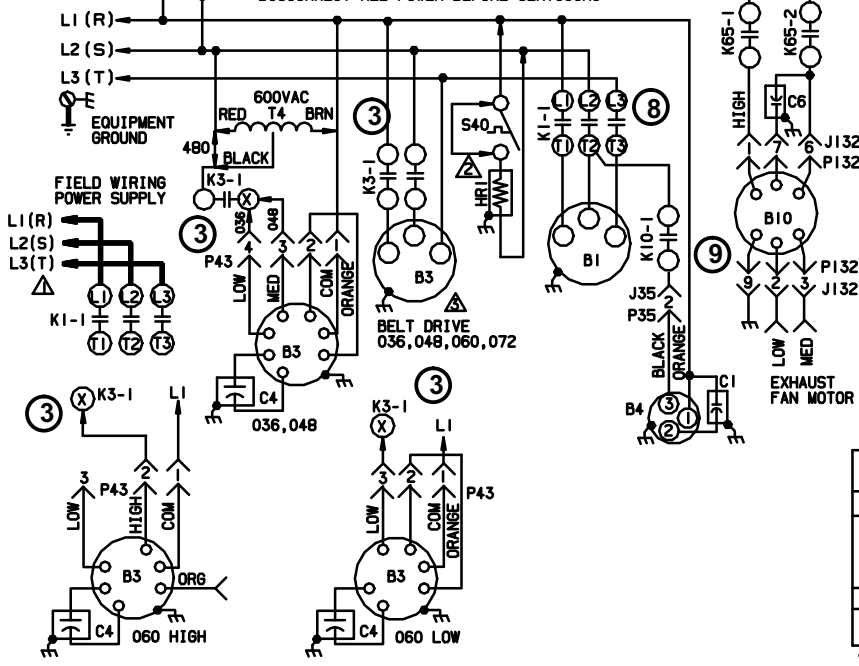 L1(R)
L2(S)
L3(T)
EQUIPMENT
GROUND
600VAC
RED T4 BRN
480
BLACK
K3-1
X
3
036
048
4 3 2 1
P43
LOW
MED
COM
ORANGE
B3
C4
036,048
FIELD WIRING
POWER SUPPLY
L1(R)
L2(S)
L3(T)
1
L1 L2 L3
K1-1
T1 T2 T3
3
K3-1
B3
3
BELT DRIVE
036,048,060,072
S40
2
HR1
L1 L2 L3
8
K1-1
T1 T2 T3
B1
K10-1
J35
2
P35
BLACK
ORANGE
B4
3
1
2
C1
9
K65-1
K65-2
C6
HIGH
1 7 6
J132
P132
B10
P132
9 2 3
J132
LOW
MED
EXHAUST
FAN MOTOR
3
X K3-1
L1
3 2 1
P43
LOW
HIGH
COM
B3
ORG
C4
060 HIGH
3
K3-1
X
L1
3 2 1
P43
LOW
COM
ORANGE
B3
C4
060 LOW